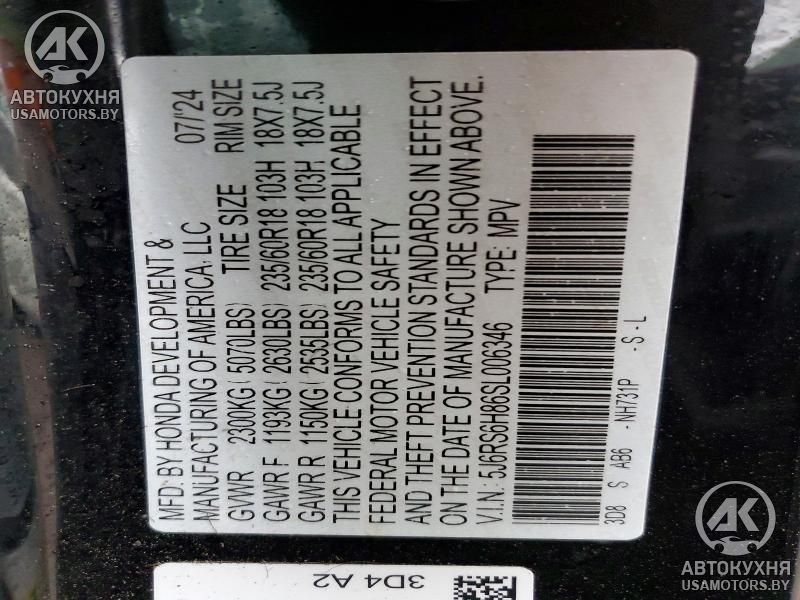 AK
АВТОКУХНЯ
USAMOTORS.BY
MFD. BY HONDA DEVELOPMENT &
MANUFACTURING OF AMERICA, LLC 07/'24
GVWR 2300KG ( 5070LBS) TIRE SIZE RIM SIZE
GAWR F 1193KG ( 2630LBS) 235/60R18 103H 18X7.5J
GAWR R 1150KG ( 2535LBS) 235/60R18 103H 18X7.5J
THIS VEHICLE CONFORMS TO ALL APPLICABLE
FEDERAL MOTOR VEHICLE SAFETY
AND THEFT PREVENTION STANDARDS IN EFFECT
ON THE DATE OF MANUFACTURE SHOWN ABOVE.
V.I.N: 5J6RS6H86SL006346 TYPE: MPV
3D8 S AB6 -NH731P -S-L
3D4 A2
AK
АВТОКУХНЯ
USAMOTORS.BY